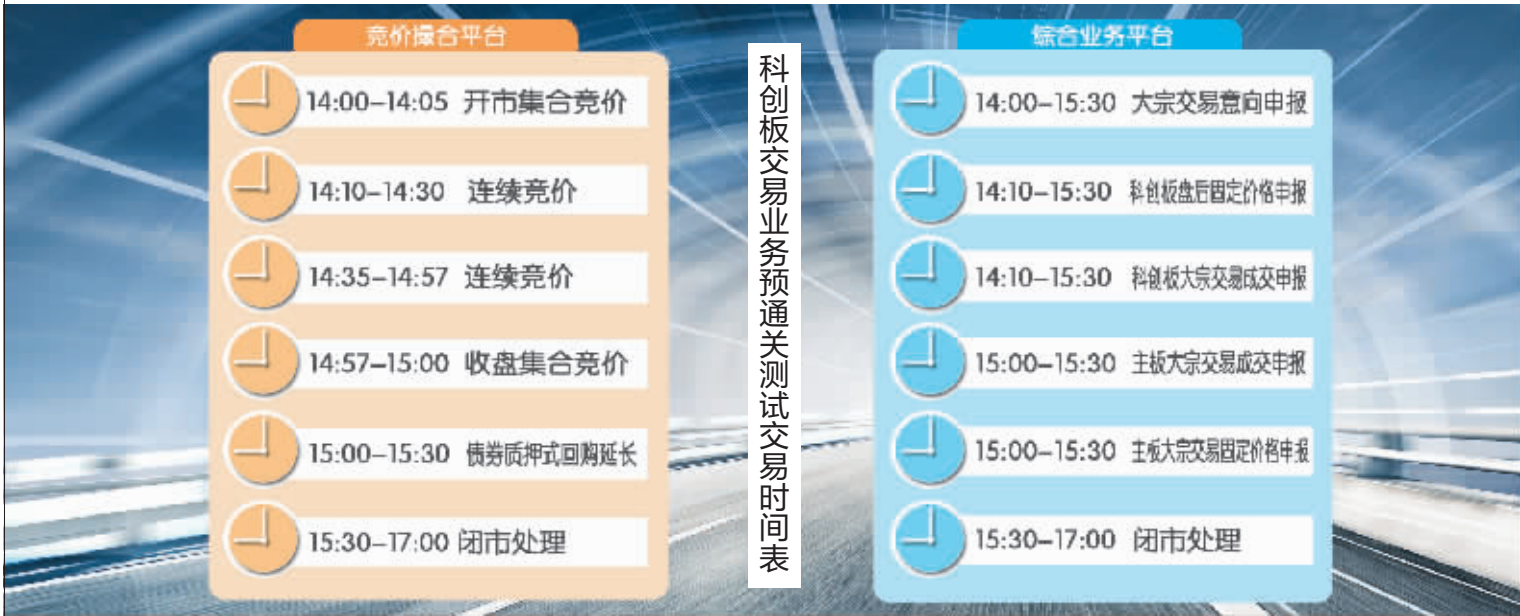 竞价撮合平台
14:00–14:05 开市集合竞价
14:10–14:30 连续竞价
14:35–14:57 连续竞价
14:57–15:00 收盘集合竞价
15:00–15:30 债券质押式回购延长
15:30–17:00 闭市处理
科创板交易业务预通关测试交易时间表
综合业务平台
14:00–15:30 大宗交易意向申报
14:10–15:30 科创板盘后固定价格申报
14:10–15:30 科创板大宗交易成交申报
15:00–15:30 主板大宗交易成交申报
15:00–15:30 主板大宗交易固定价格申报
15:30–17:00 闭市处理